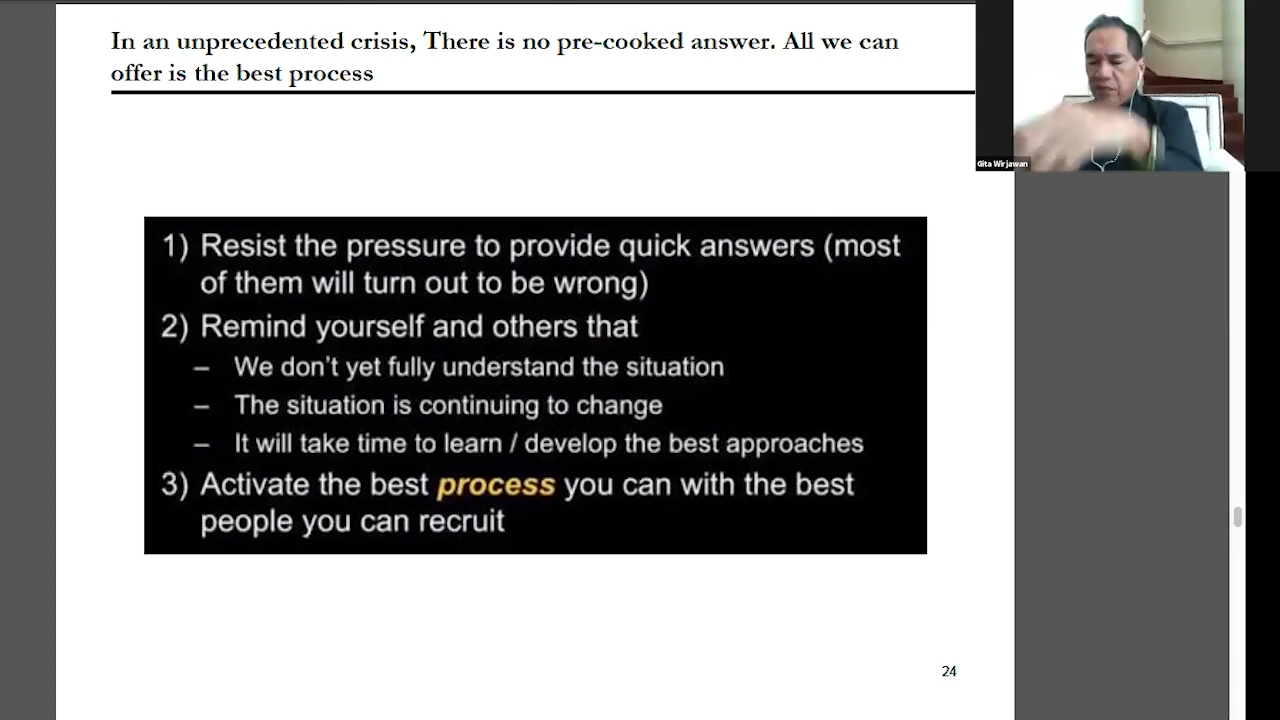 In an unprecedented crisis, There is no pre-cooked answer. All we can
offer is the best process
Gita Wirjawan
1) Resist the pressure to provide quick answers (most
of them will turn out to be wrong)
2) Remind yourself and others that
– We don't yet fully understand the situation
– The situation is continuing to change
– It will take time to learn / develop the best approaches
3) Activate the best process you can with the best
people you can recruit
24